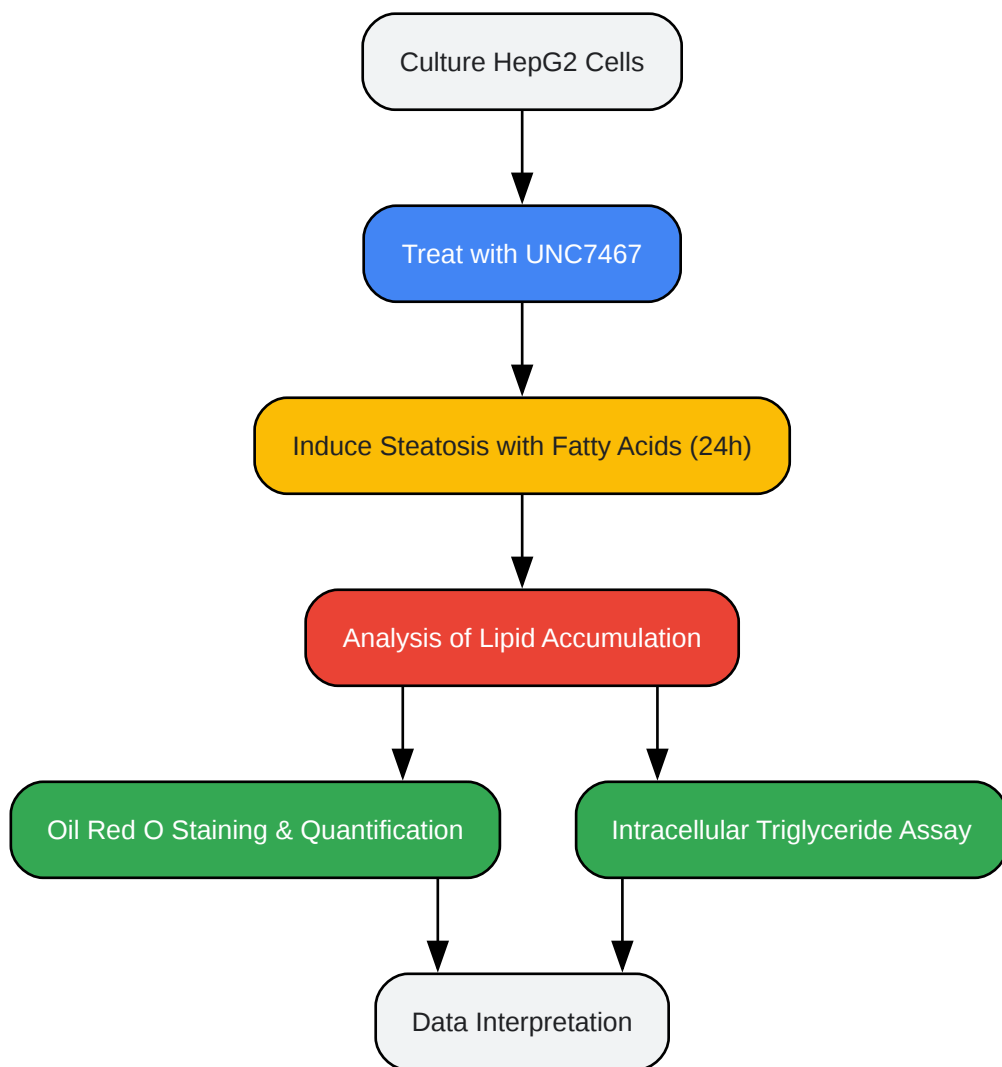 Culture HepG2 Cells
Treat with UNC7467
Induce Steatosis with Fatty Acids (24h)
Analysis of Lipid Accumulation
Oil Red O Staining & Quantification
Intracellular Triglyceride Assay
Data Interpretation